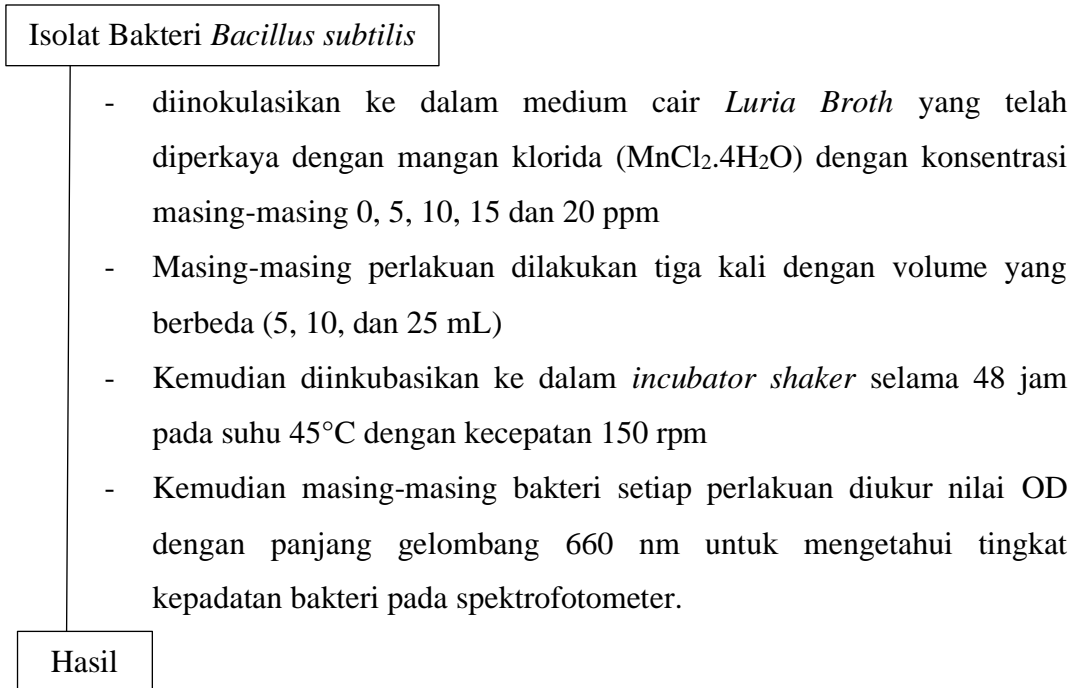 Isolat Bakteri Bacillus subtilis
- diinokulasikan ke dalam medium cair Luria Broth yang telah
diperkaya dengan mangan klorida (MnCl₂.4H₂O) dengan konsentrasi
masing-masing 0, 5, 10, 15 dan 20 ppm
- Masing-masing perlakuan dilakukan tiga kali dengan volume yang
berbeda (5, 10, dan 25 mL)
- Kemudian diinkubasikan ke dalam incubator shaker selama 48 jam
pada suhu 45°C dengan kecepatan 150 rpm
- Kemudian masing-masing bakteri setiap perlakuan diukur nilai OD
dengan panjang gelombang 660 nm untuk mengetahui tingkat
kepadatan bakteri pada spektrofotometer.
Hasil